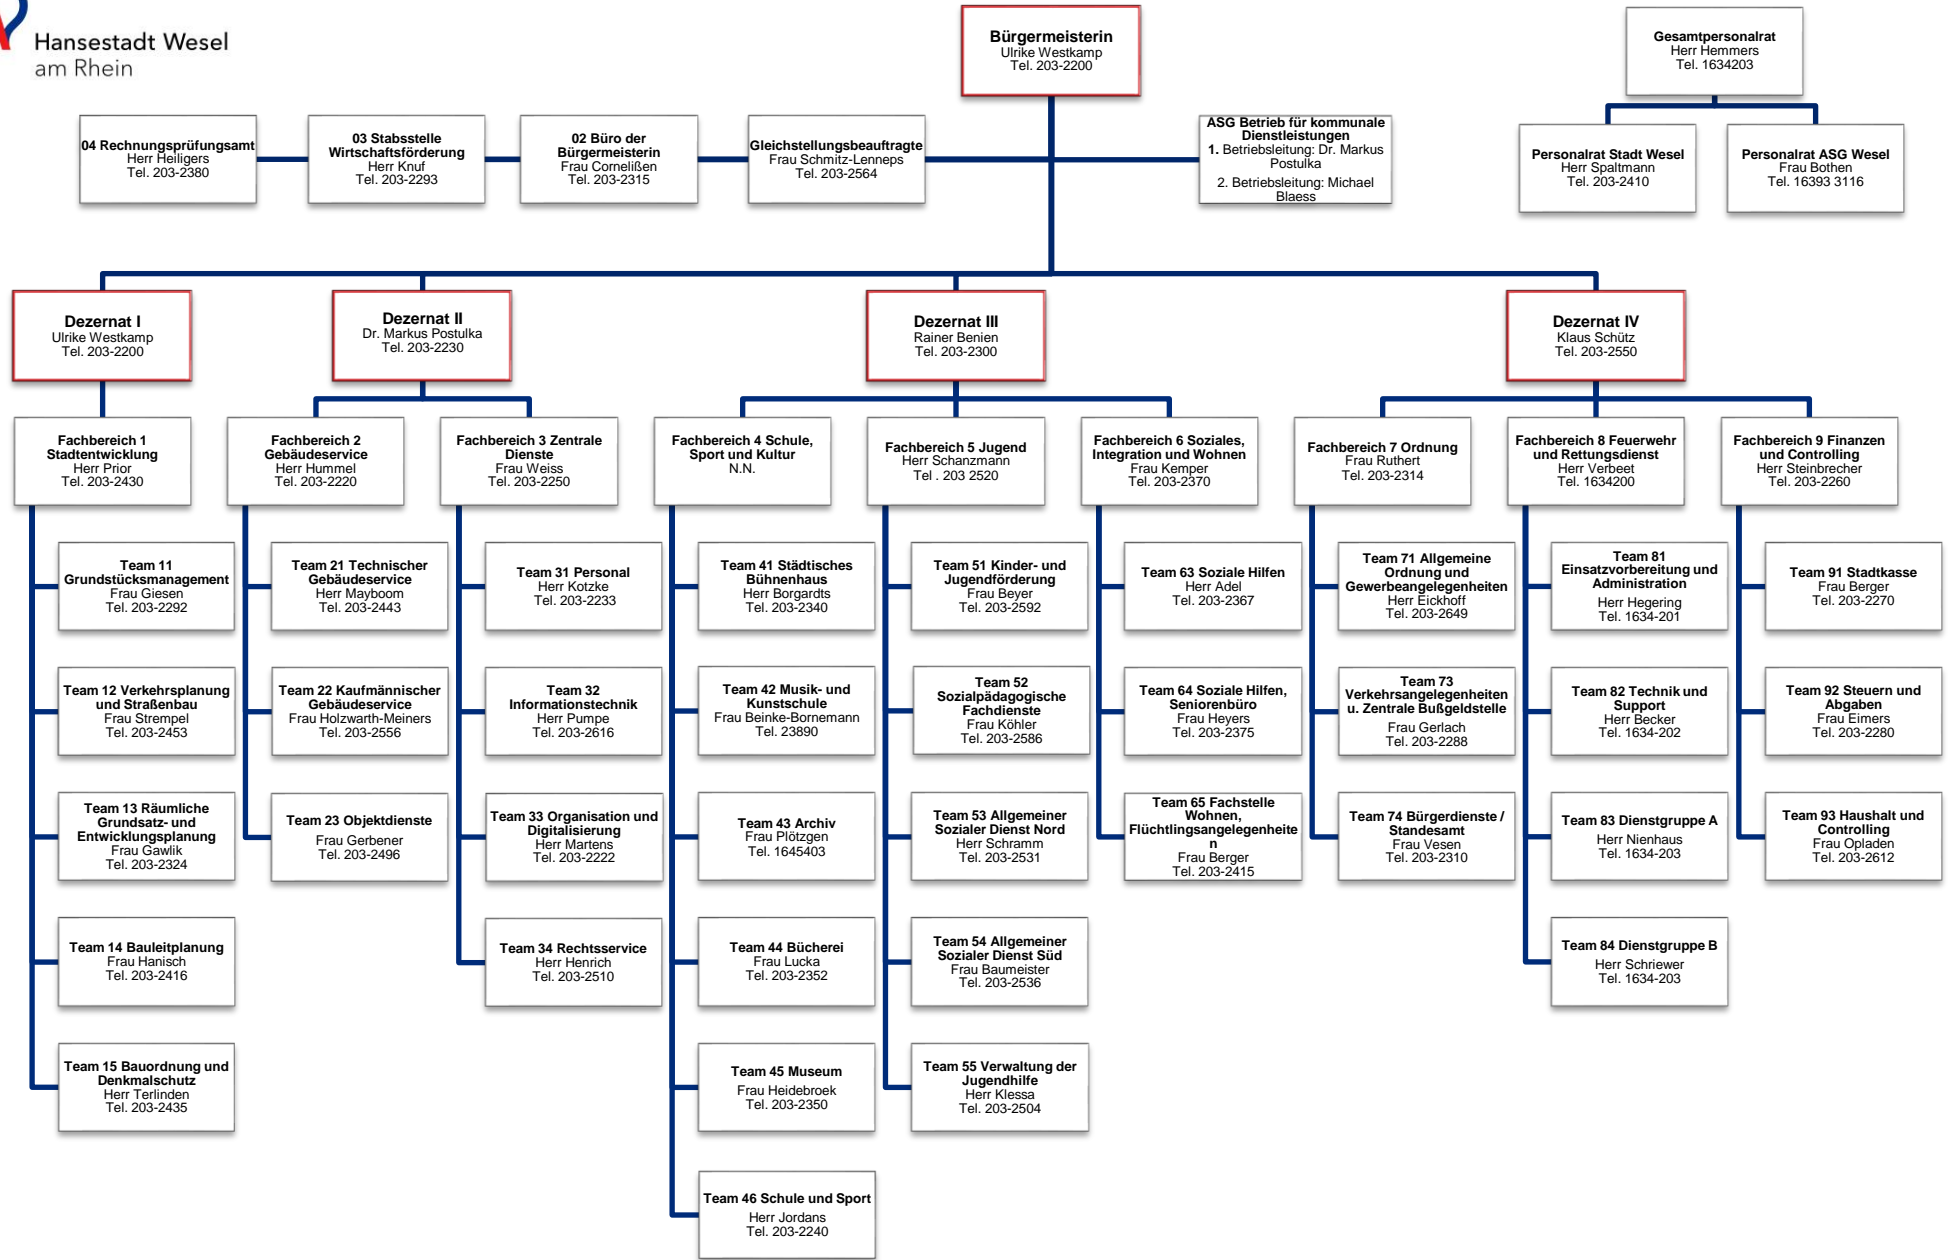 Hansestadt Wesel
am Rhein
Bürgermeisterin
Ulrike Westkamp
Tel. 203-2200
Gesamtpersonalrat
Herr Hemmers
Tel. 1634203
04 Rechnungsprüfungsamt
Herr Heiligers
Tel. 203-2380
03 Stabsstelle
Wirtschaftsförderung
Herr Knuf
Tel. 203-2293
02 Büro der
Bürgermeisterin
Frau Cornelißen
Tel. 203-2315
Gleichstellungsbeauftragte
Frau Schmitz-Lenneps
Tel. 203-2564
ASG Betrieb für kommunale
Dienstleistungen
1. Betriebsleitung: Dr. Markus
Postulka
2. Betriebsleitung: Michael
Blaess
Personalrat Stadt Wesel
Herr Spaltmann
Tel. 203-2410
Personalrat ASG Wesel
Frau Bothen
Tel. 16393 3116
Dezernat I
Ulrike Westkamp
Tel. 203-2200
Dezernat II
Dr. Markus Postulka
Tel. 203-2230
Dezernat III
Rainer Benien
Tel. 203-2300
Dezernat IV
Klaus Schütz
Tel. 203-2550
Fachbereich 1
Stadtentwicklung
Herr Prior
Tel. 203-2430
Fachbereich 2
Gebäudeservice
Herr Hummel
Tel. 203-2220
Fachbereich 3 Zentrale
Dienste
Frau Weiss
Tel. 203-2250
Fachbereich 4 Schule,
Sport und Kultur
N.N.
Fachbereich 5 Jugend
Herr Schanzmann
Tel . 203 2520
Fachbereich 6 Soziales,
Integration und Wohnen
Frau Kemper
Tel. 203-2370
Fachbereich 7 Ordnung
Frau Ruthert
Tel. 203-2314
Fachbereich 8 Feuerwehr
und Rettungsdienst
Herr Verbeet
Tel. 1634200
Fachbereich 9 Finanzen
und Controlling
Herr Steinbrecher
Tel. 203-2260
Team 11
Grundstücksmanagement
Frau Giesen
Tel. 203-2292
Team 21 Technischer
Gebäudeservice
Herr Mayboom
Tel. 203-2443
Team 31 Personal
Herr Kotzke
Tel. 203-2233
Team 41 Städtisches
Bühnenhaus
Herr Borgardts
Tel. 203-2340
Team 51 Kinder- und
Jugendförderung
Frau Beyer
Tel. 203-2592
Team 63 Soziale Hilfen
Herr Adel
Tel. 203-2367
Team 71 Allgemeine
Ordnung und
Gewerbeangelegenheiten
Herr Eickhoff
Tel. 203-2649
Team 81
Einsatzvorbereitung und
Administration
Herr Hegering
Tel. 1634-201
Team 91 Stadtkasse
Frau Berger
Tel. 203-2270
Team 12 Verkehrsplanung
und Straßenbau
Frau Strempel
Tel. 203-2453
Team 22 Kaufmännischer
Gebäudeservice
Frau Holzwarth-Meiners
Tel. 203-2556
Team 32
Informationstechnik
Herr Pumpe
Tel. 203-2616
Team 42 Musik- und
Kunstschule
Frau Beinke-Bornemann
Tel. 23890
Team 52
Sozialpädagogische
Fachdienste
Frau Köhler
Tel. 203-2586
Team 64 Soziale Hilfen,
Seniorenbüro
Frau Heyers
Tel. 203-2375
Team 73
Verkehrsangelegenheiten
u. Zentrale Bußgeldstelle
Frau Gerlach
Tel. 203-2288
Team 82 Technik und
Support
Herr Becker
Tel. 1634-202
Team 92 Steuern und
Abgaben
Frau Eimers
Tel. 203-2280
Team 13 Räumliche
Grundsatz- und
Entwicklungsplanung
Frau Gawlik
Tel. 203-2324
Team 23 Objektdienste
Frau Gerbener
Tel. 203-2496
Team 33 Organisation und
Digitalisierung
Herr Martens
Tel. 203-2222
Team 43 Archiv
Frau Plötzgen
Tel. 1645403
Team 53 Allgemeiner
Sozialer Dienst Nord
Herr Schramm
Tel. 203-2531
Team 65 Fachstelle
Wohnen,
Flüchtlingsangelegenheite
n
Frau Berger
Tel. 203-2415
Team 74 Bürgerdienste /
Standesamt
Frau Vesen
Tel. 203-2310
Team 83 Dienstgruppe A
Herr Nienhaus
Tel. 1634-203
Team 93 Haushalt und
Controlling
Frau Opladen
Tel. 203-2612
Team 14 Bauleitplanung
Frau Hanisch
Tel. 203-2416
Team 34 Rechtsservice
Herr Henrich
Tel. 203-2510
Team 44 Bücherei
Frau Lucka
Tel. 203-2352
Team 54 Allgemeiner
Sozialer Dienst Süd
Frau Baumeister
Tel. 203-2536
Team 84 Dienstgruppe B
Herr Schriewer
Tel. 1634-203
Team 15 Bauordnung und
Denkmalschutz
Herr Terlinden
Tel. 203-2435
Team 45 Museum
Frau Heidebroek
Tel. 203-2350
Team 55 Verwaltung der
Jugendhilfe
Herr Klessa
Tel. 203-2504
Team 46 Schule und Sport
Herr Jordans
Tel. 203-2240